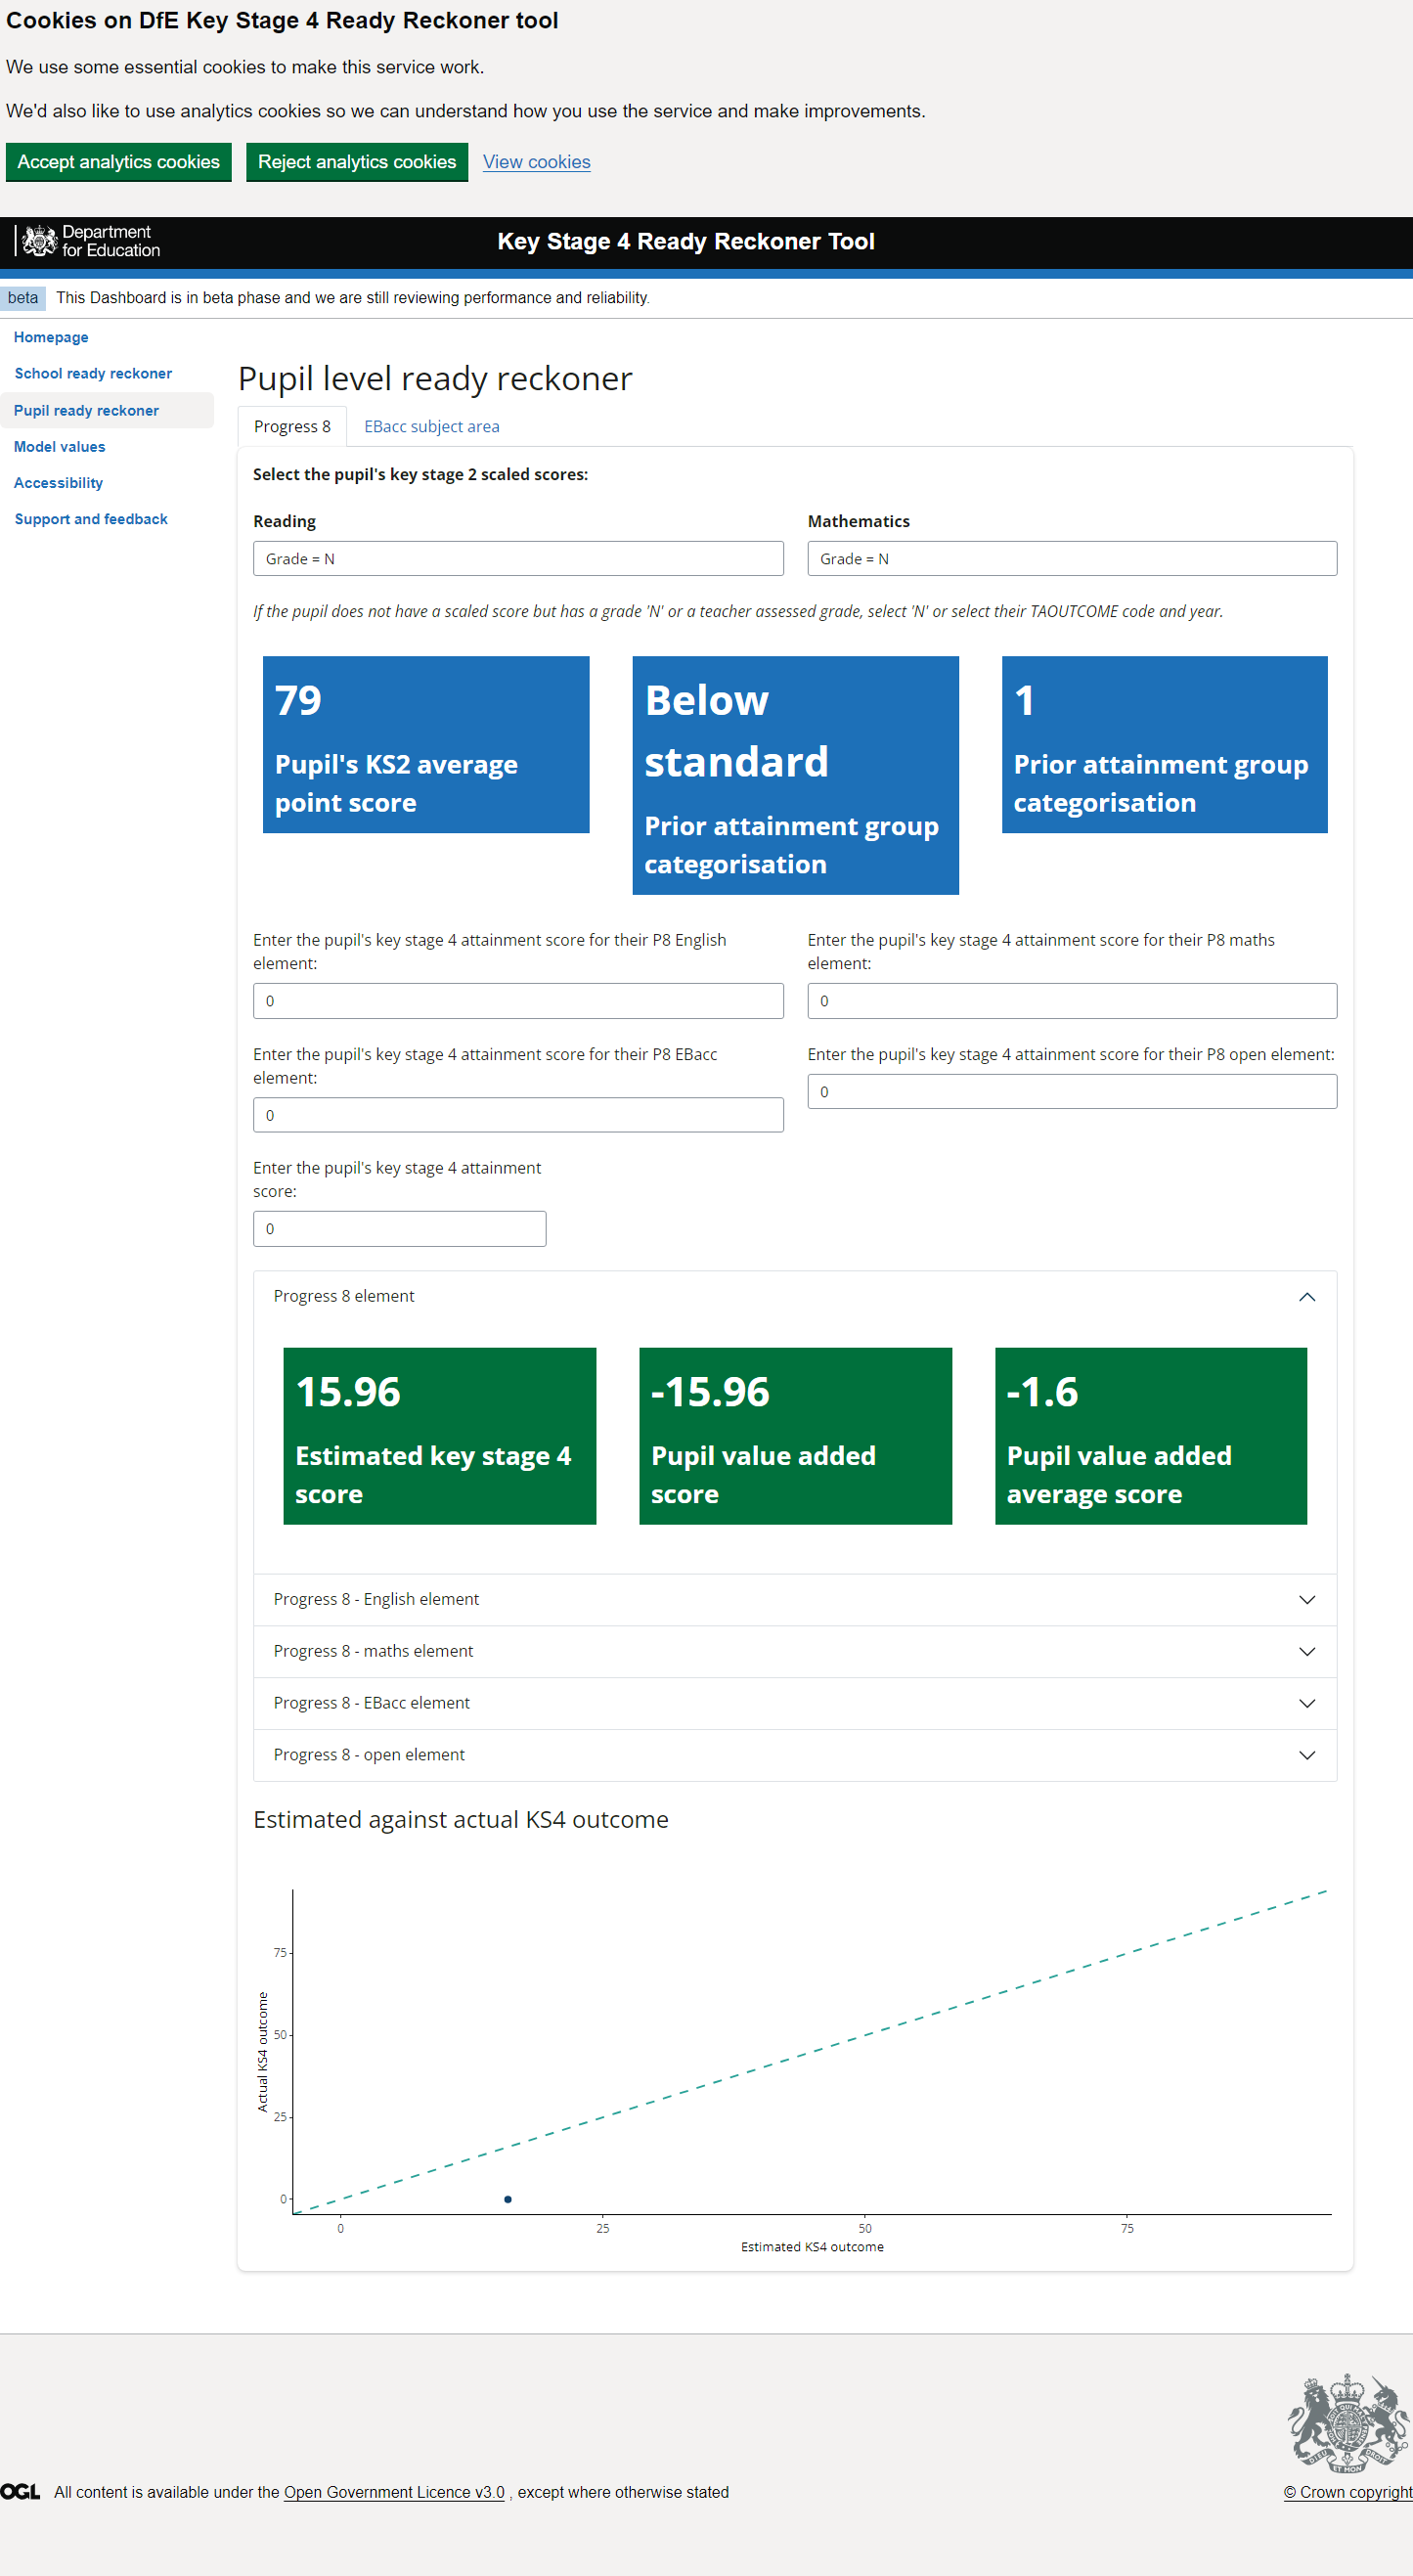 Cookies on DfE Key Stage 4 Ready Reckoner tool
We use some essential cookies to make this service work.
We'd also like to use analytics cookies so we can understand how you use the service and make improvements.
Accept analytics cookies
Reject analytics cookies
View cookies
Department
for Education
Key Stage 4 Ready Reckoner Tool
beta
This Dashboard is in beta phase and we are still reviewing performance and reliability.
Homepage
School ready reckoner
Pupil ready reckoner
Model values
Accessibility
Support and feedback
Pupil level ready reckoner
Progress 8
EBacc subject area
Select the pupil's key stage 2 scaled scores:
Reading
Grade = N
Mathematics
Grade = N
If the pupil does not have a scaled score but has a grade 'N' or a teacher assessed grade, select 'N' or select their TAOUTCOME code and year.
79
Pupil's KS2 average
point score
Below
standard
Prior attainment group
categorisation
1
Prior attainment group
categorisation
Enter the pupil's key stage 4 attainment score for their P8 English
element:
0
Enter the pupil's key stage 4 attainment score for their P8 maths
element:
0
Enter the pupil's key stage 4 attainment score for their P8 EBacc
element:
0
Enter the pupil's key stage 4 attainment score for their P8 open element:
0
Enter the pupil's key stage 4 attainment
score:
0
Progress 8 element
15.96
Estimated key stage 4
score
-15.96
Pupil value added
score
-1.6
Pupil value added
average score
Progress 8 - English element
Progress 8 - maths element
Progress 8 - EBacc element
Progress 8 - open element
Estimated against actual KS4 outcome
Actual KS4 outcome
75
50
25
0
0
25
50
75
Estimated KS4 outcome
OGL
All content is available under the Open Government Licence v3.0 , except where otherwise stated
© Crown copyright